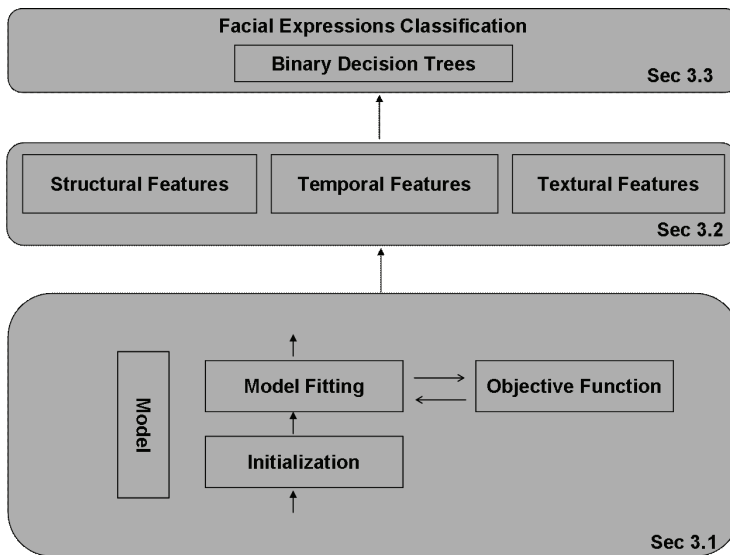 Facial Expressions Classification
Binary Decision Trees
Sec 3.3
Structural Features
Temporal Features
Textural Features
Sec 3.2
Model
Model Fitting
Objective Function
Initialization
Sec 3.1